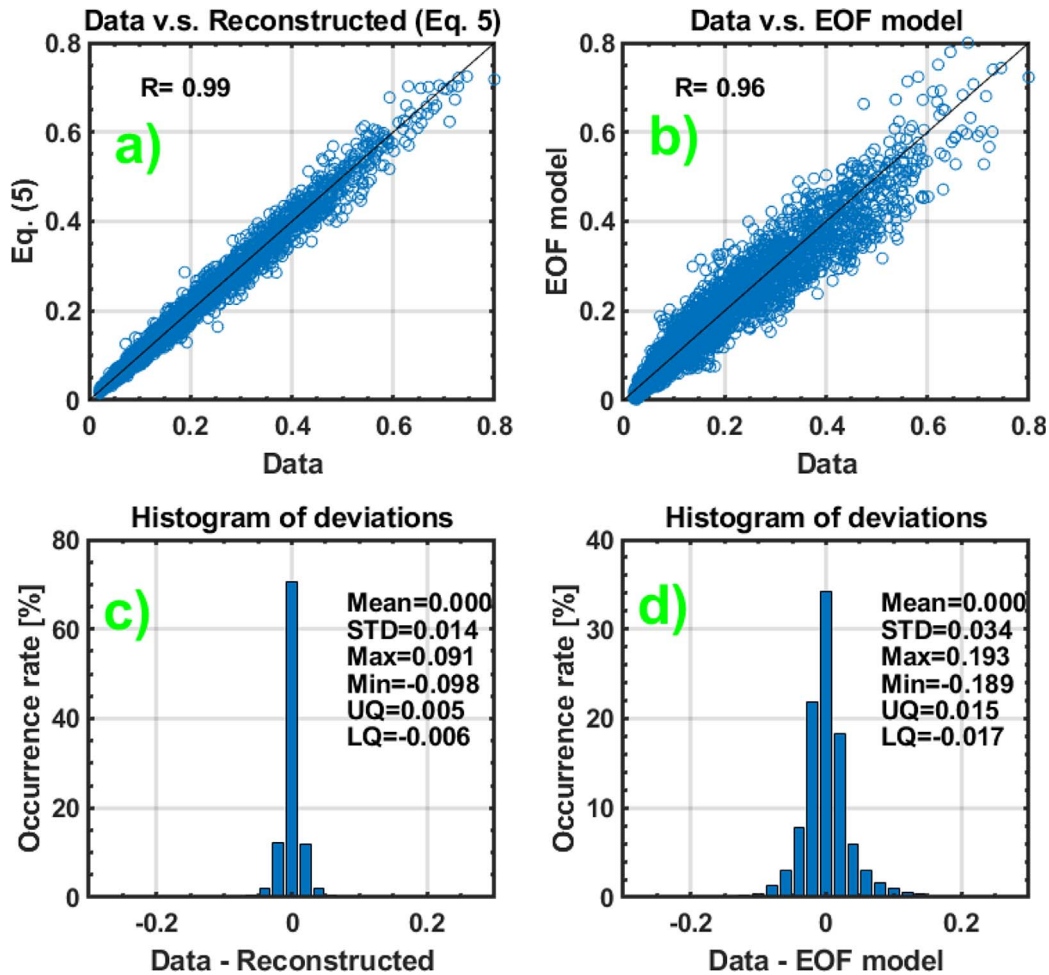 Data v.s. Reconstructed (Eq. 5)
0.8
0.6
0.4
0.2
0
R= 0.99
a)
Eq. (5)
0
0.2
0.4
0.6
0.8
Data
Data v.s. EOF model
0.8
0.6
0.4
0.2
0
R= 0.96
b)
EOF model
0
0.2
0.4
0.6
0.8
Data
Histogram of deviations
80
60
40
20
0
c)
Occurrence rate [%]
Mean=0.000
STD=0.014
Max=0.091
Min=-0.098
UQ=0.005
LQ=-0.006
-0.2
0
0.2
Data - Reconstructed
Histogram of deviations
40
30
20
10
0
d)
Occurrence rate [%]
Mean=0.000
STD=0.034
Max=0.193
Min=-0.189
UQ=0.015
LQ=-0.017
-0.2
0
0.2
Data - EOF model